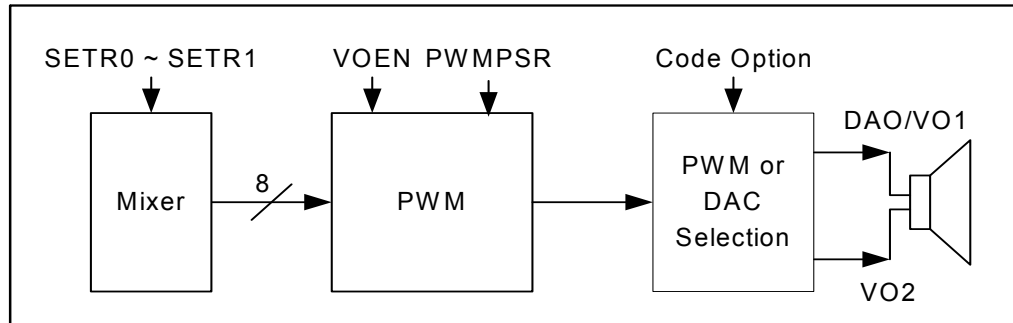 SETR0 ~ SETR1
VOEN PWMPSR
Code Option
DAO/VO1
8
Mixer
PWM
PWM or
DAC
Selection
VO2